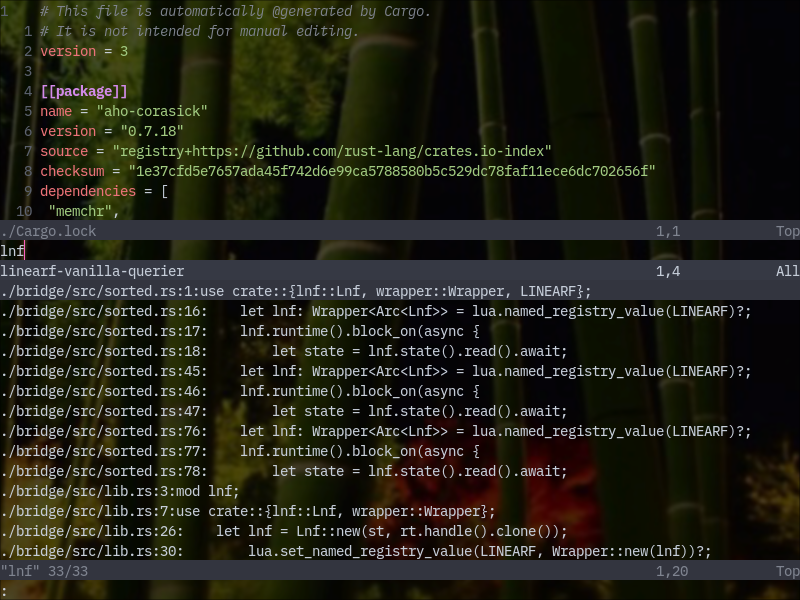 1   # This file is automatically @generated by Cargo.
  1 # It is not intended for manual editing.
  2 version = 3
  3
  4 [[package]]
  5 name = "aho-corasick"
  6 version = "0.7.18"
  7 source = "registry+https://github.com/rust-lang/crates.io-index"
  8 checksum = "1e37cfd5e7657ada45f742d6e99ca5788580b5c529dc78faf11ece6dc702656f"
  9 dependencies = [
 10  "memchr",
./Cargo.lock 1,1 Top
lnf
linearf-vanilla-querier 1,4 All
./bridge/src/sorted.rs:1:use crate::{lnf::Lnf, wrapper::Wrapper, LINEARF};
./bridge/src/sorted.rs:16:    let lnf: Wrapper<Arc<Lnf>> = lua.named_registry_value(LINEARF)?;
./bridge/src/sorted.rs:17:    lnf.runtime().block_on(async {
./bridge/src/sorted.rs:18:        let state = lnf.state().read().await;
./bridge/src/sorted.rs:45:    let lnf: Wrapper<Arc<Lnf>> = lua.named_registry_value(LINEARF)?;
./bridge/src/sorted.rs:46:    lnf.runtime().block_on(async {
./bridge/src/sorted.rs:47:        let state = lnf.state().read().await;
./bridge/src/sorted.rs:76:    let lnf: Wrapper<Arc<Lnf>> = lua.named_registry_value(LINEARF)?;
./bridge/src/sorted.rs:77:    lnf.runtime().block_on(async {
./bridge/src/sorted.rs:78:        let state = lnf.state().read().await;
./bridge/src/lib.rs:3:mod lnf;
./bridge/src/lib.rs:7:use crate::{lnf::Lnf, wrapper::Wrapper};
./bridge/src/lib.rs:26:    let lnf = Lnf::new(st, rt.handle().clone());
./bridge/src/lib.rs:30:        lua.set_named_registry_value(LINEARF, Wrapper::new(lnf))?;
"lnf" 33/33 1,20 Top
: